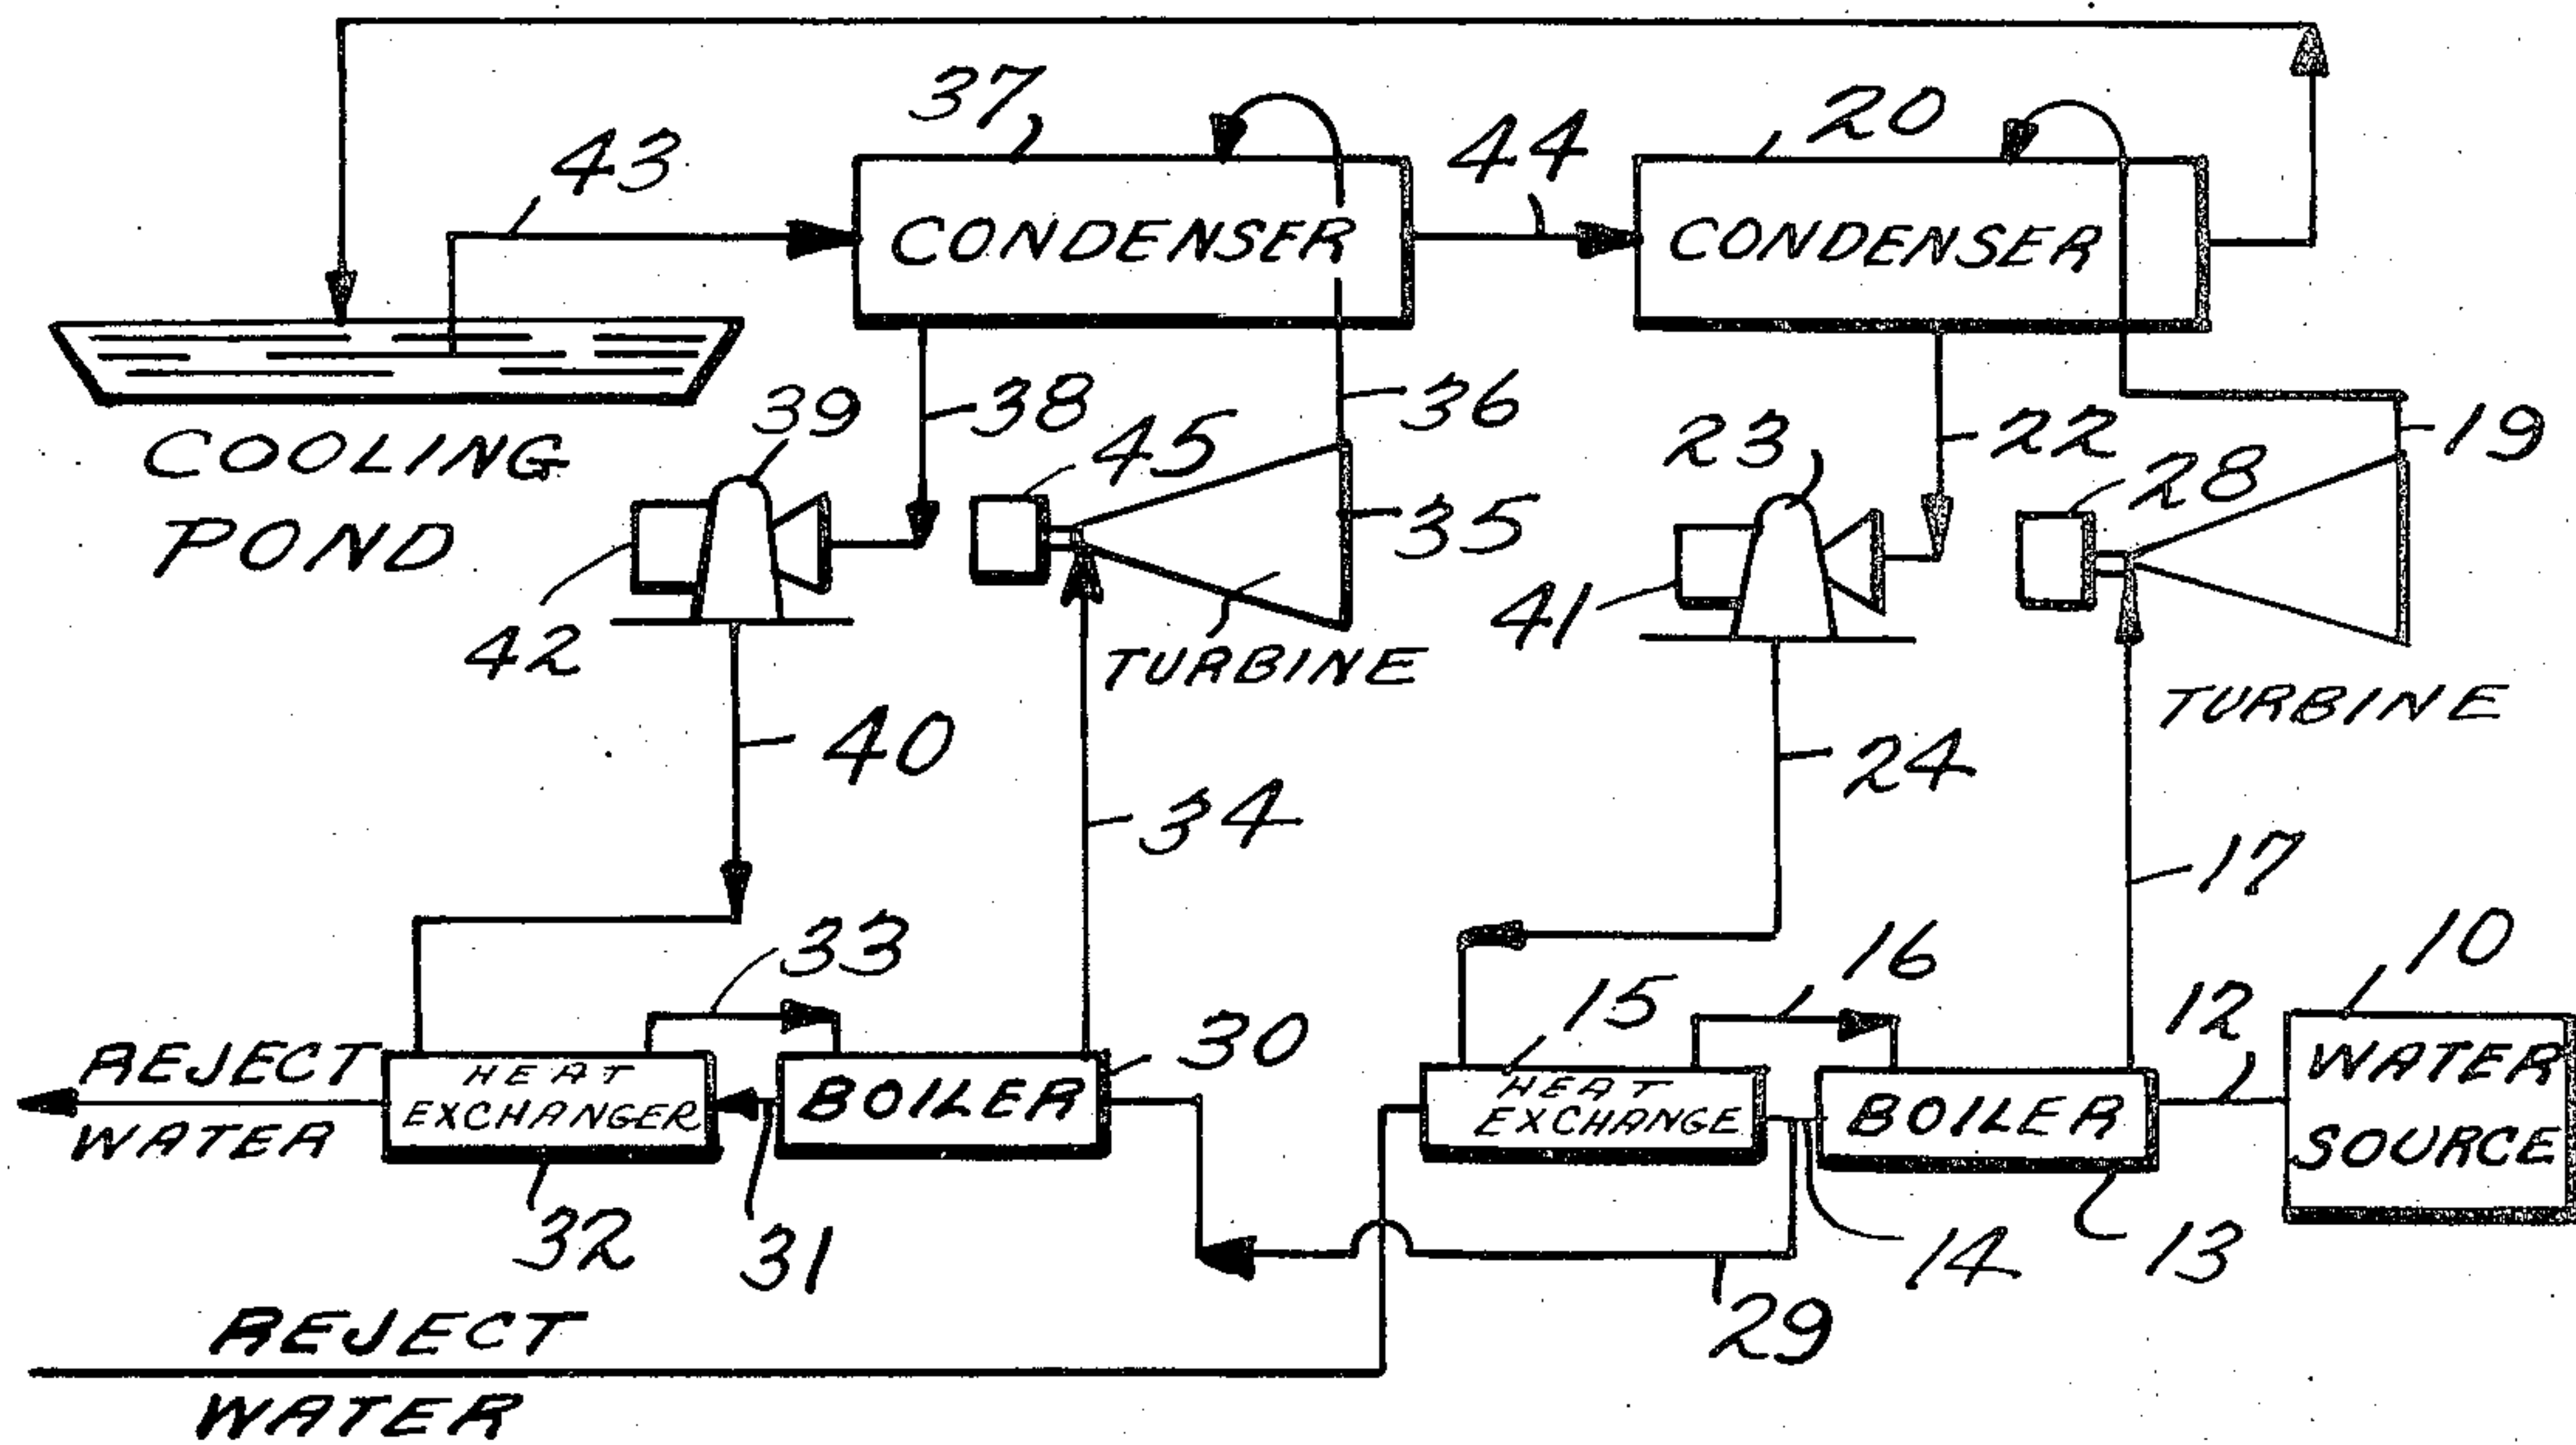 37
20
43
44
CONDENSER
CONDENSER
39
38
45
36
23
22
28
19
COOLING
POND
35
42
41
TURBINE
TURBINE
40
24
34
17
33
16
10
15
12
30
REJECT
WATER
HEAT
EXCHANGER
BOILER
HEAT
EXCHANGE
BOILER
WATER
SOURCE
32
31
14
13
29
REJECT
WATER